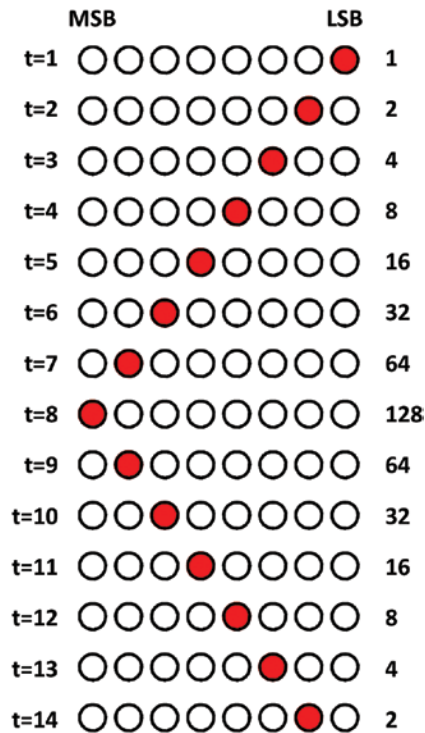 MSB LSB
t=1 1
t=2 2
t=3 4
t=4 8
t=5 16
t=6 32
t=7 64
t=8 128
t=9 64
t=10 32
t=11 16
t=12 8
t=13 4
t=14 2